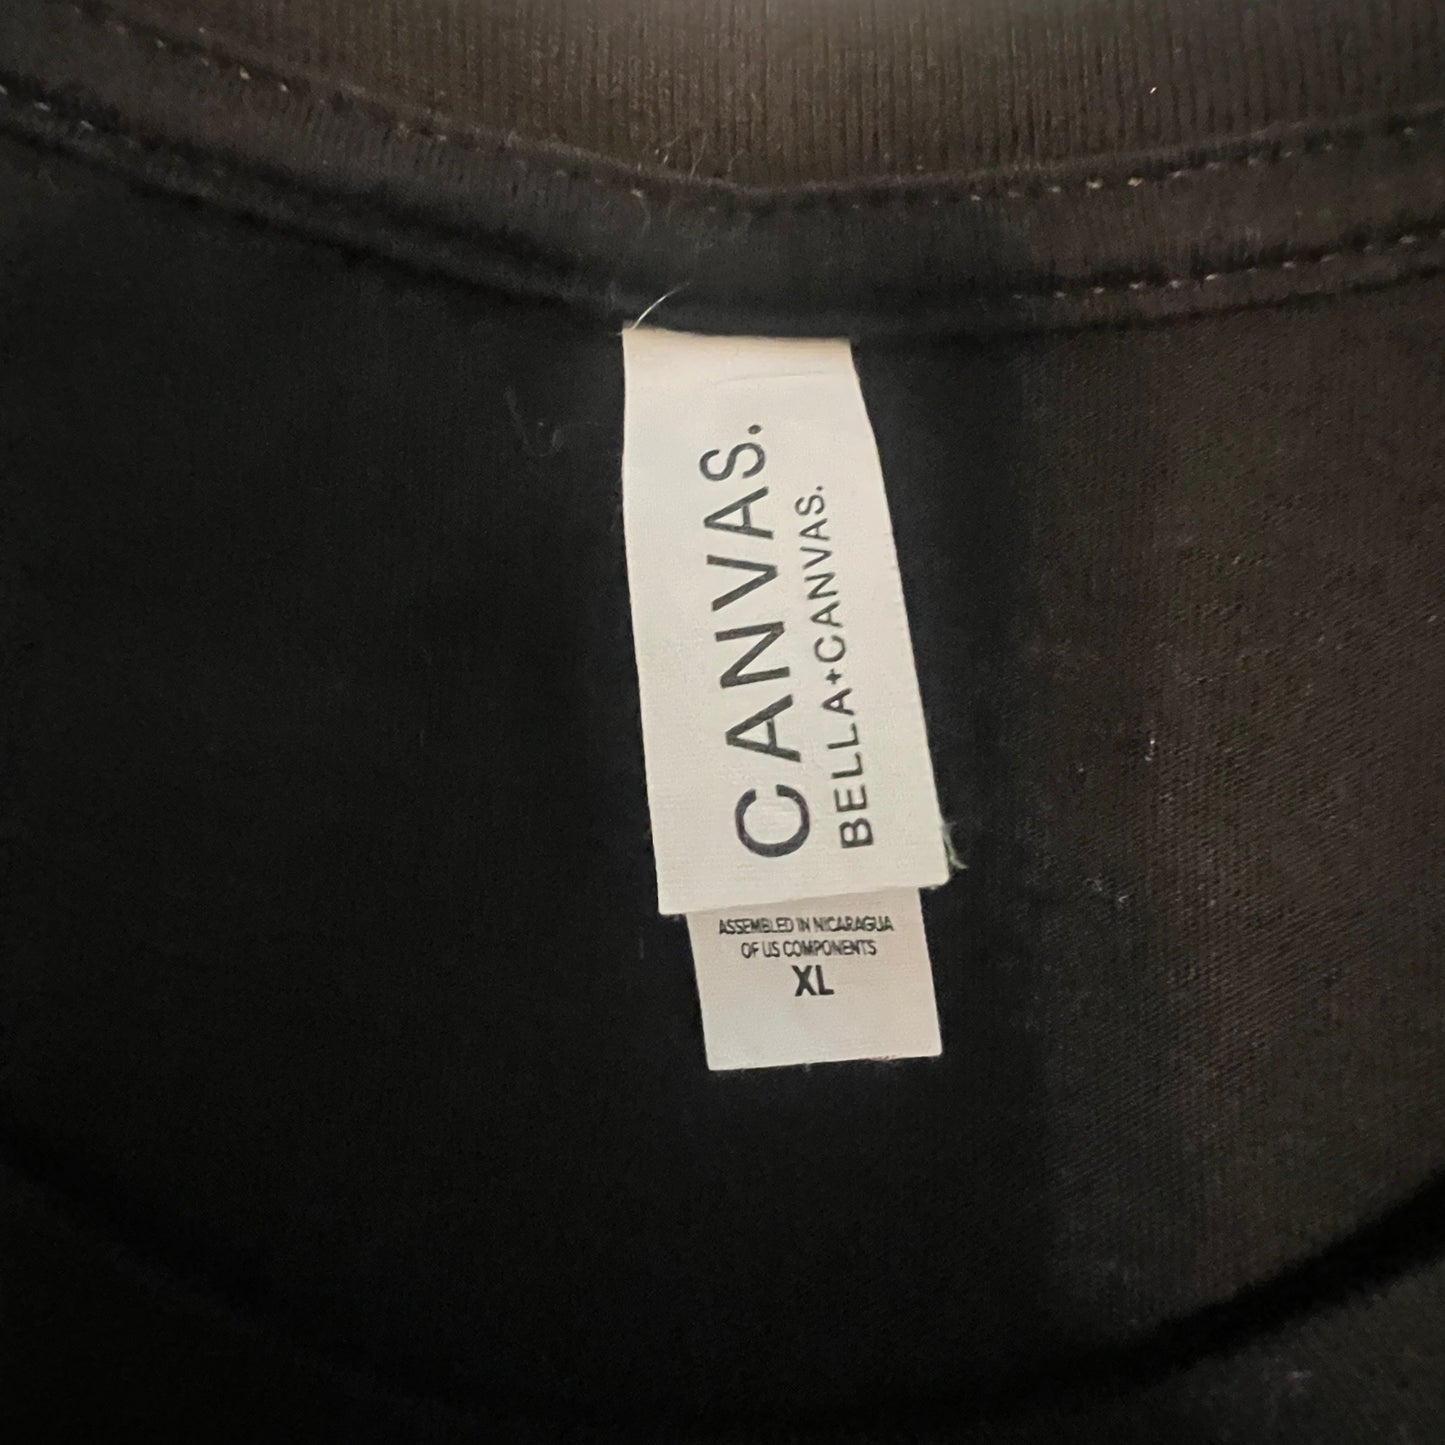 CANVAS.
BELLA+CANVAS.
ASSEMBLED IN NICARAGUA
OF US COMPONENTS
XL